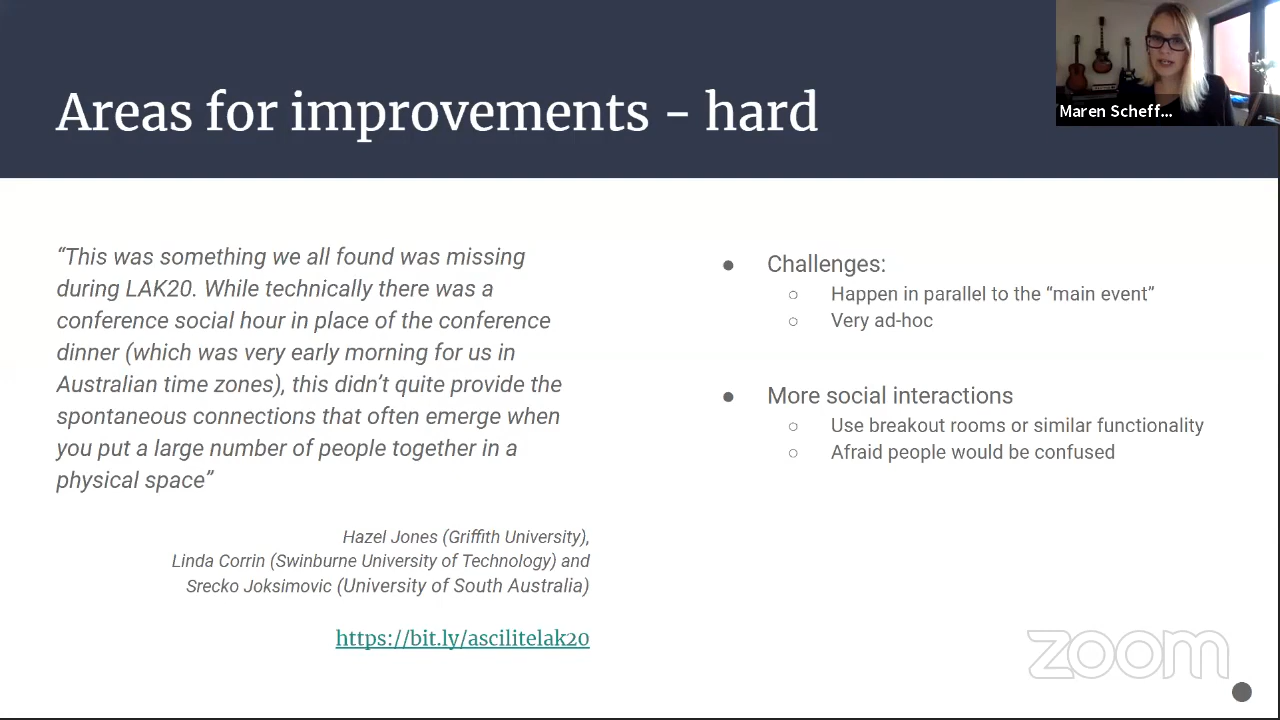 Areas for improvements - hard
Maren Scheff...
“This was something we all found was missing
during LAK20. While technically there was a
conference social hour in place of the conference
dinner (which was very early morning for us in
Australian time zones), this didn’t quite provide the
spontaneous connections that often emerge when
you put a large number of people together in a
physical space”
Hazel Jones (Griffith University),
Linda Corrin (Swinburne University of Technology) and
Srecko Joksimovic (University of South Australia)
https://bit.ly/ascilitelak20
Challenges:
Happen in parallel to the “main event”
Very ad-hoc
More social interactions
Use breakout rooms or similar functionality
Afraid people would be confused
zoom